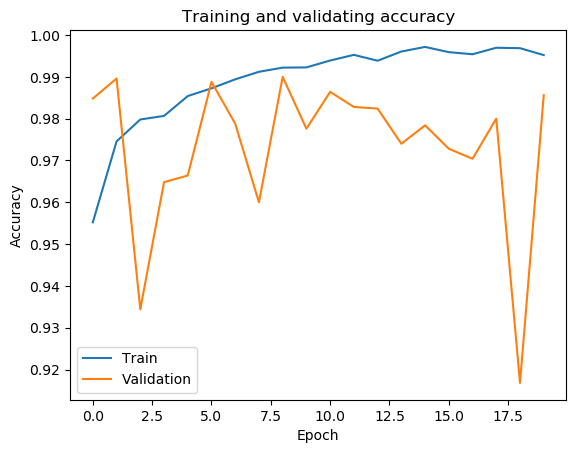 Training and validating accuracy
1.00
0.99
0.98
0.97
0.96
0.95
0.94
0.93
0.92
Accuracy
Train
Validation
0.0 2.5 5.0 7.5 10.0 12.5 15.0 17.5
Epoch